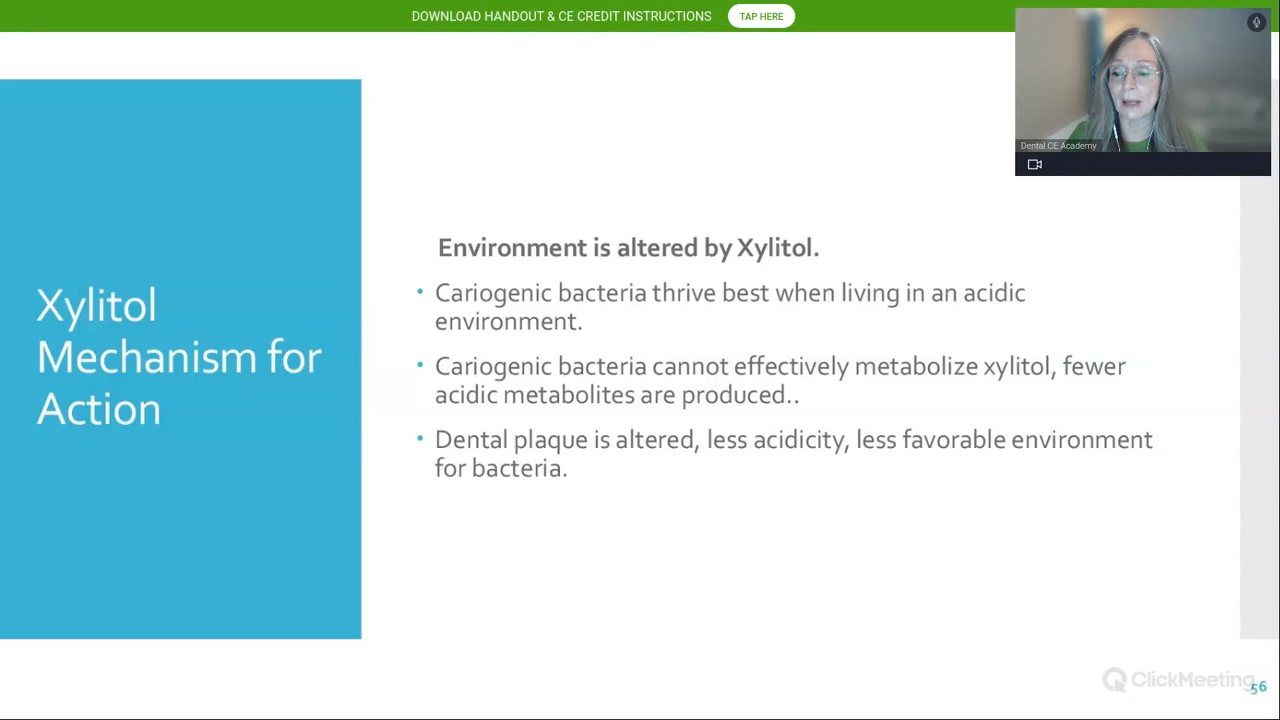 DOWNLOAD HANDOUT & CE CREDIT INSTRUCTIONS TAP HERE
Dental CE Academy
Xylitol
Mechanism for
Action
Environment is altered by Xylitol.
• Cariogenic bacteria thrive best when living in an acidic
environment.
• Cariogenic bacteria cannot effectively metabolize xylitol, fewer
acidic metabolites are produced..
• Dental plaque is altered, less acidicity, less favorable environment
for bacteria.
ClickMeeting
56